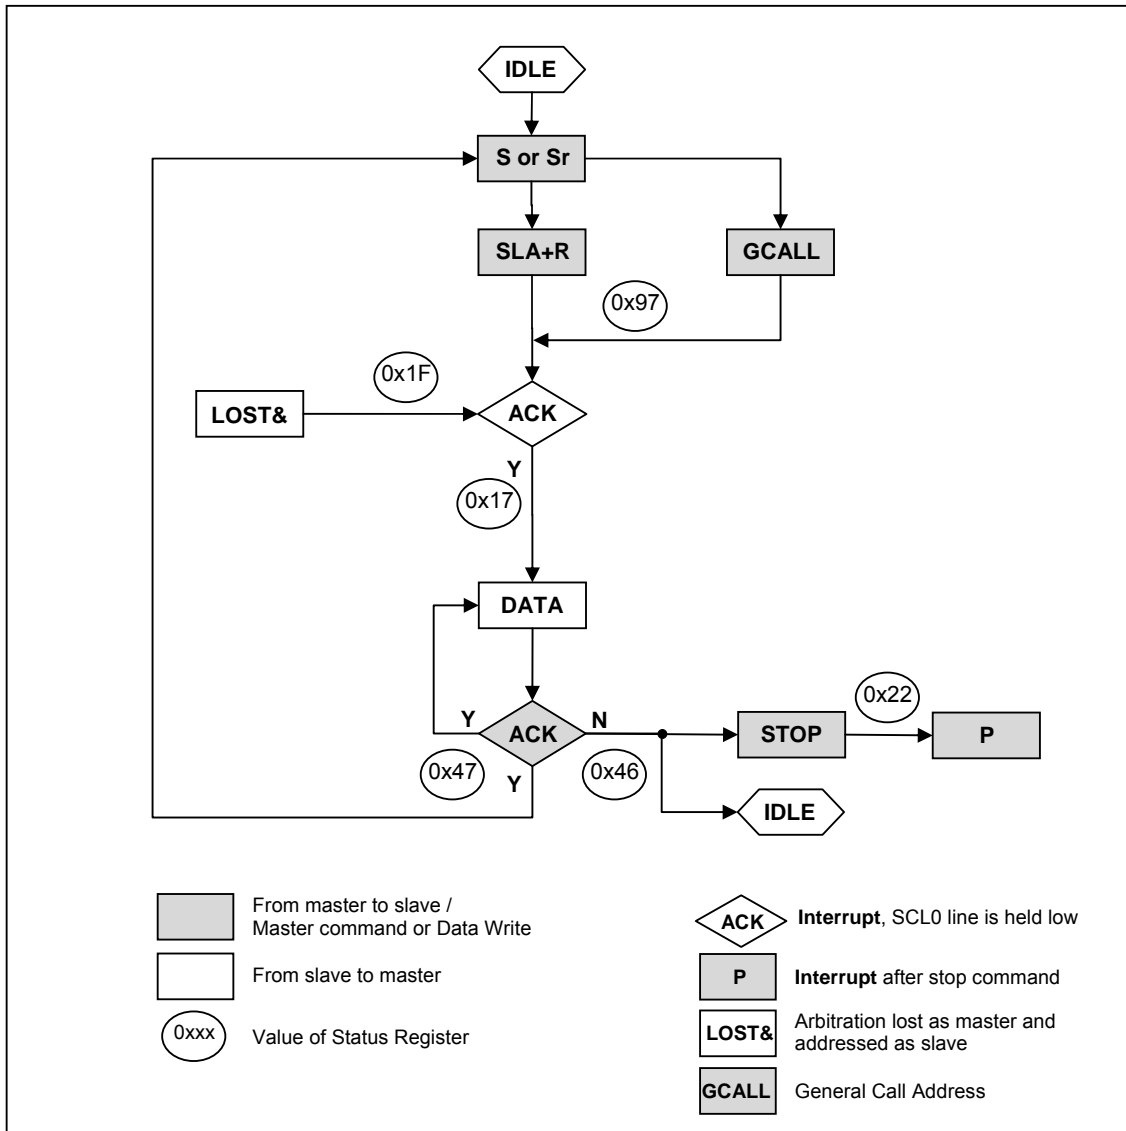 IDLE
S or Sr
SLA+R
GCALL
0x97
0x1F
LOST&
ACK
Y
0x17
DATA
0x22
Y
ACK
N
STOP
P
0x47
Y
0x46
IDLE
From master to slave /
Master command or Data Write
From slave to master
0xxx
Value of Status Register
ACK
Interrupt, SCL0 line is held low
P
Interrupt after stop command
LOST&
Arbitration lost as master and
addressed as slave
GCALL
General Call Address